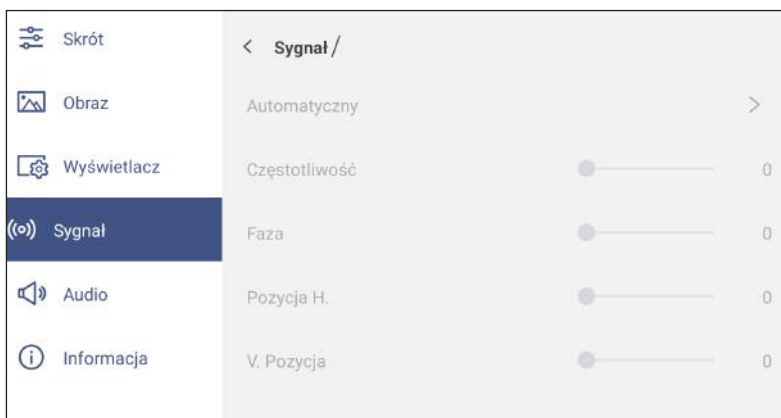 Skrót
Obraz
Wyświetlacz
Sygnał
Audio
Informacja
< Sygnał /
Automatyczny >
Częstotliwość 0
Faza 0
Pozycja H. 0
V. Pozycja 0